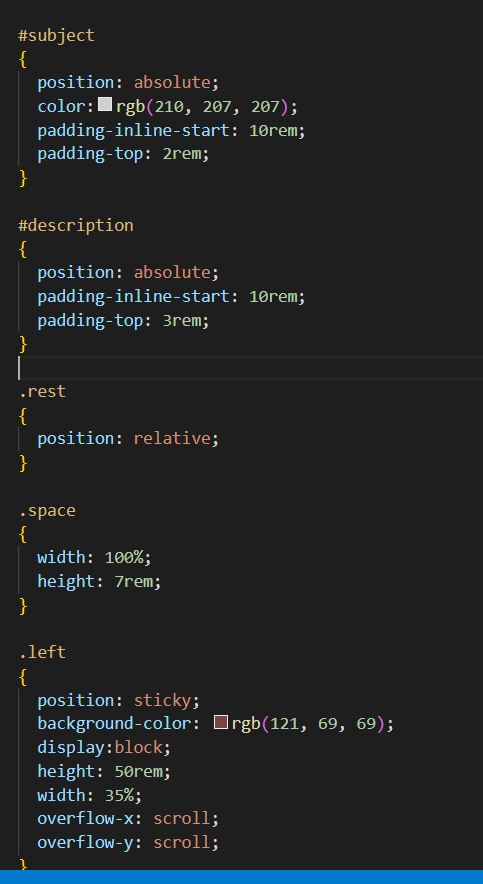 #subject
{
position: absolute;
color: rgb(210, 207, 207);
padding-inline-start: 10rem;
padding-top: 2rem;
}
#description
{
position: absolute;
padding-inline-start: 10rem;
padding-top: 3rem;
}
.rest
{
position: relative;
}
.space
{
width: 100%;
height: 7rem;
}
.left
{
position: sticky;
background-color: rgb(121, 69, 69);
display:block;
height: 50rem;
width: 35%;
overflow-x: scroll;
overflow-y: scroll;
}